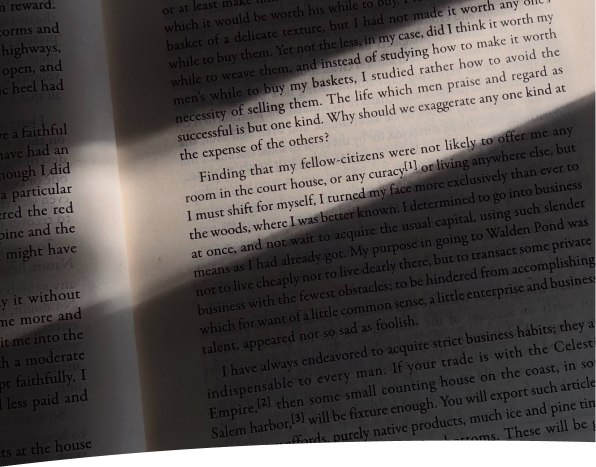 n reward.
orms and
highways,
open, and
ic heel had
ve a faithful
have had an
hough I did
a particular
ered the red
pine and the
might have
ly it without
me more and
it me into the
h a moderate
pt faithfully, I
l less paid and
ts at the house
or at least make
which it would be worth his while to buy. I
basket of a delicate texture, but I had not made it worth any one's
while to buy them. Yet not the less, in my case, did I think it worth my
while to weave them, and instead of studying how to make it worth
men's while to buy my baskets, I studied rather how to avoid the
necessity of selling them. The life which men praise and regard as
successful is but one kind. Why should we exaggerate any one kind at
the expense of the others?
Finding that my fellow-citizens were not likely to offer me any
room in the court house, or any curacy[1] or living anywhere else, but
I must shift for myself, I turned my face more exclusively than ever to
the woods, where I was better known. I determined to go into business
at once, and not wait to acquire the usual capital, using such slender
means as I had already got. My purpose in going to Walden Pond was
not to live cheaply nor to live dearly there, but to transact some private
business with the fewest obstacles; to be hindered from accomplishing
which for want of a little common sense, a little enterprise and business
talent, appeared not so sad as foolish.
I have always endeavored to acquire strict business habits; they a
indispensable to every man. If your trade is with the Celesti
Empire,[2] then some small counting house on the coast, in so
Salem harbor,[3] will be fixture enough. You will export such article
affords, purely native products, much ice and pine tim
bottoms. These will be g